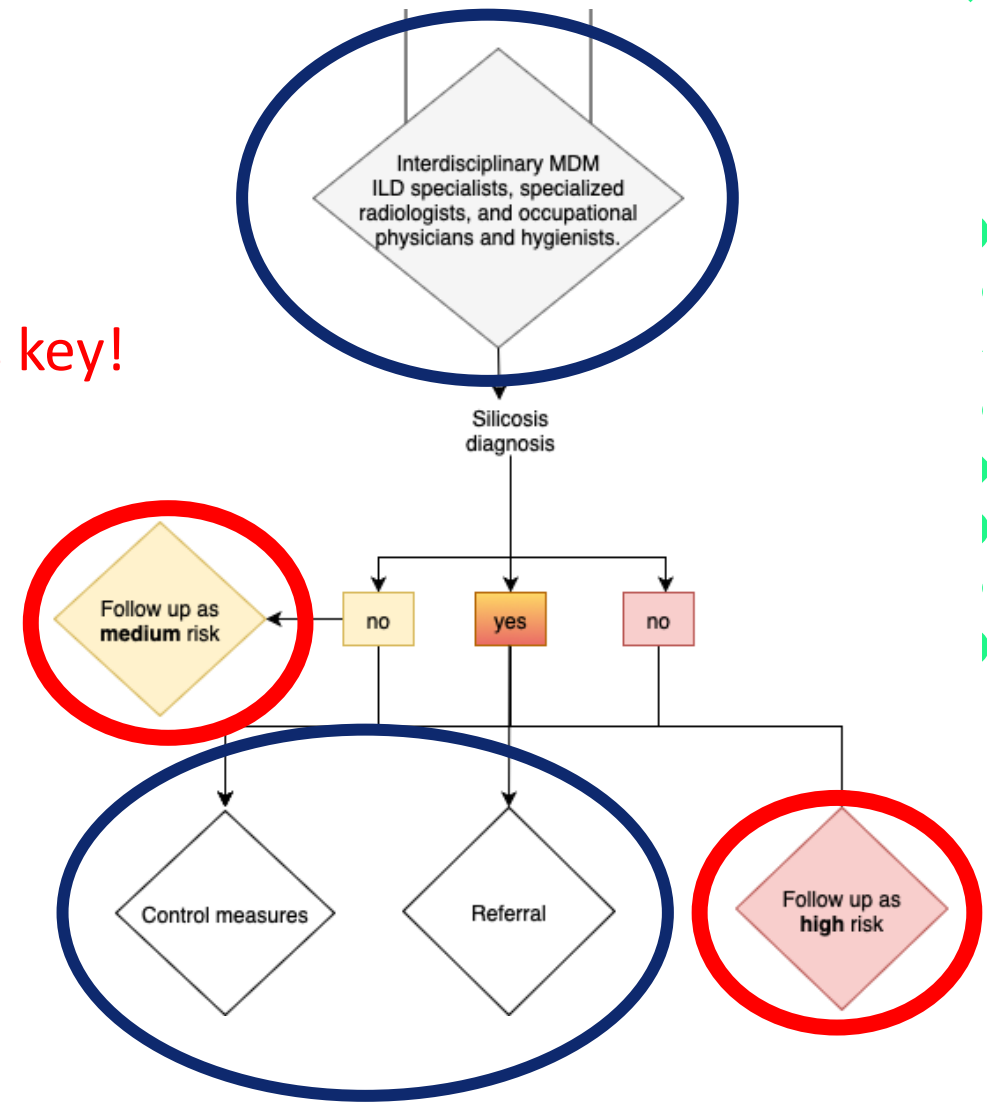 Interdisciplinary MDM
ILD specialists, specialized
radiologists, and occupational
physicians and hygienists.
key!
Silicosis
diagnosis
Follow up as
medium risk
no
yes
no
Control measures
Referral
Follow up as
high risk